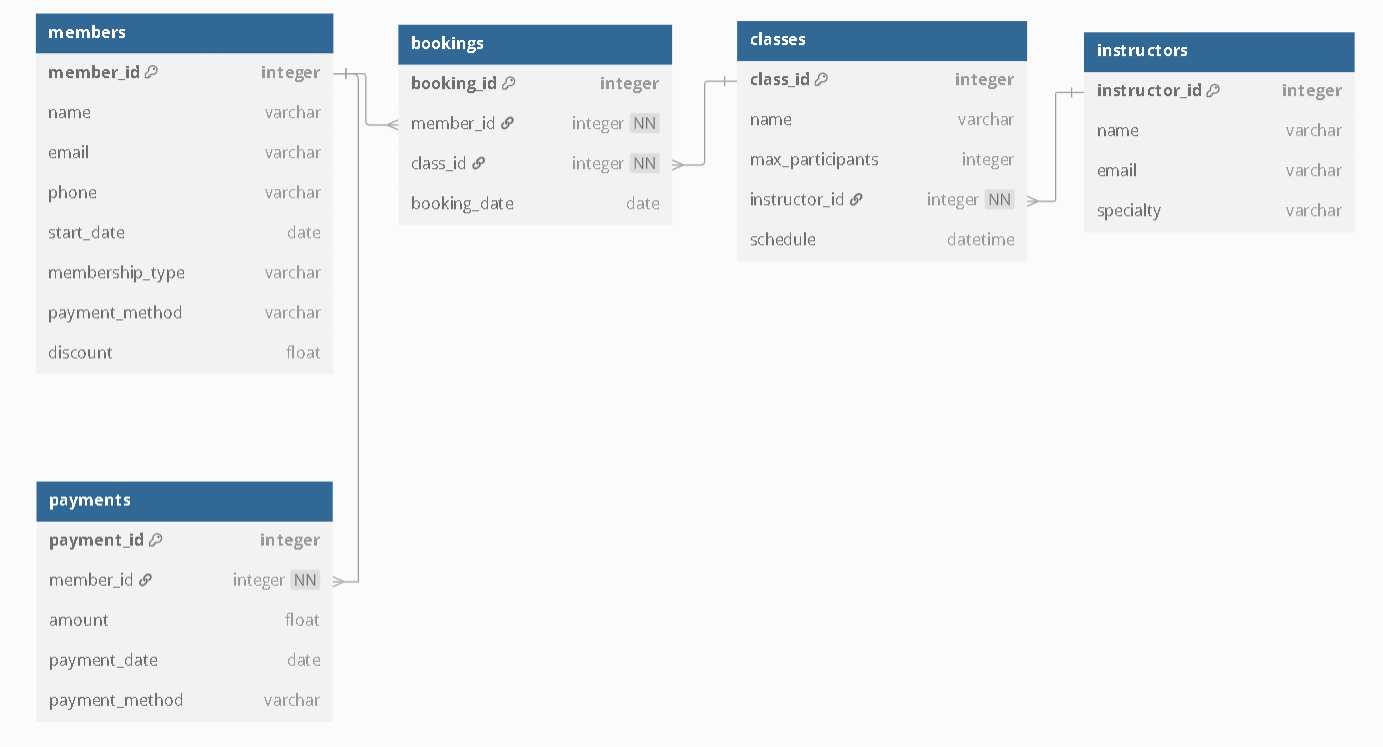 members
member_id integer
name varchar
email varchar
phone varchar
start_date date
membership_type varchar
payment_method varchar
discount float
bookings
booking_id integer
member_id integer NN
class_id integer NN
booking_date date
classes
class_id integer
name varchar
max_participants integer
instructor_id integer NN
schedule datetime
instructors
instructor_id integer
name varchar
email varchar
specialty varchar
payments
payment_id integer
member_id integer NN
amount float
payment_date date
payment_method varchar